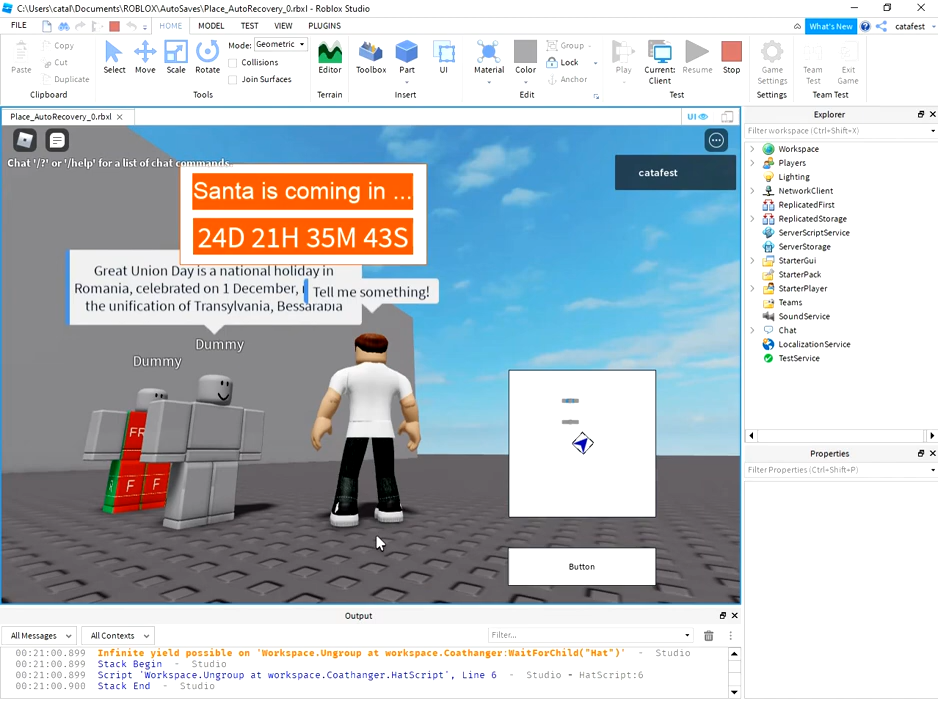 C:\Users\catal\Documents\ROBLOX\AutoSaves\Place_AutoRecovery_0.rbxl - Roblox Studio
FILE HOME MODEL TEST VIEW PLUGINS What's New catafest
Paste Copy Cut Duplicate
Select Move Scale Rotate
Mode: Geometric
Collisions
Join Surfaces
Editor Toolbox Part UI Material Color
Group
Lock
Anchor
Play Current: Client Resume Stop
Game Settings Team Test Exit Game
Clipboard Tools Terrain Insert Edit Test Settings Team Test
Place_AutoRecovery_0.rbxl
UI
Chat '/?' or '/help' for a list of chat commands.
catafest
Santa is coming in ...
24D 21H 35M 43S
Great Union Day is a national holiday in
Romania, celebrated on 1 December,
the unification of Transylvania, Bessarabia
Tell me something!
Dummy
Dummy
FR
F F
Button
Explorer
Filter workspace (Ctrl+Shift+X)
Workspace
Players
Lighting
NetworkClient
ReplicatedFirst
ReplicatedStorage
ServerScriptService
ServerStorage
StarterGui
StarterPack
StarterPlayer
Teams
SoundService
Chat
LocalizationService
TestService
Properties
Filter Properties (Ctrl+Shift+P)
Output
All Messages All Contexts Filter...
00:21:00.899 Infinite yield possible on 'Workspace.Ungroup at workspace.Coathanger:WaitForChild("Hat")' - Studio
00:21:00.899 Stack Begin - Studio
00:21:00.899 Script 'Workspace.Ungroup at workspace.Coathanger.HatScript', Line 6 - Studio - HatScript:6
00:21:00.900 Stack End - Studio